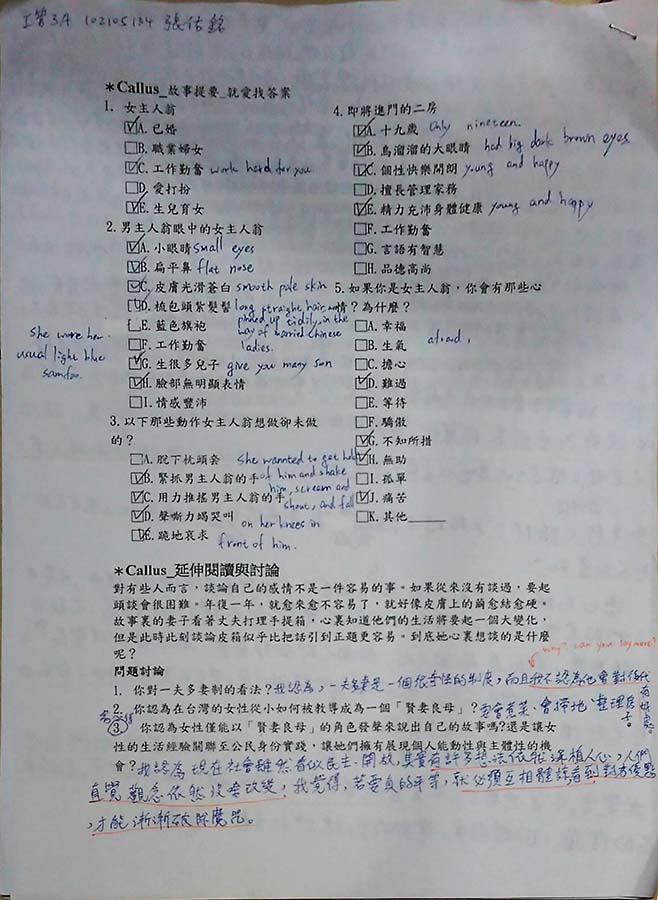 工管3A 102105134 張佑銘
*Callus_故事提要_就愛找答案
1. 女主人翁
☑A. 已婚
□B. 職業婦女
☑C. 工作勤奮 work hard for you
□D. 愛打扮
☑E. 生兒育女
2. 男主人翁眼中的女主人翁
☑A. 小眼睛 small eyes
☑B. 扁平鼻 flat nose
☑C. 皮膚光滑蒼白 smooth pale skin
☑D. 梳包頭紮髮髻 long straight hair, pinned up tidily in the way of married chinese ladies.
□E. 藍色旗袍
She wore her usual light blue samfoo.
□F. 工作勤奮
☑G. 生很多兒子 give you many son
☑H. 臉部無明顯表情
□I. 情感豐沛
3. 以下那些動作女主人翁想做卻未做
的?
□A. 脫下枕頭套
☑B. 緊抓男主人翁的手
☑C. 用力推搖男主人翁的手
☑D. 聲嘶力竭哭叫
☑E. 跪地哀求
She wannted to get hold
of him and shake
him, scream and
shout, and fall
on her knees in
front of him.
4. 即將進門的二房
☑A. 十九歲 Only nineteen
☑B. 烏溜溜的大眼睛 had big dark brown eyes
☑C. 個性快樂開朗 young and happy
□D. 擅長管理家務
☑E. 精力充沛身體健康 young and happy
□F. 工作勤奮
□G. 言語有智慧
□H. 品德高尚
5. 如果你是女主人翁,你會有那些心
情?為什麼?
□A. 幸福
□B. 生氣
afraid,
□C. 擔心
☑D. 難過
□E. 等待
□F. 驕傲
☑G. 不知所措
☑H. 無助
□I. 孤單
☑J. 痛苦
□K. 其他
*Callus_延伸閱讀與討論
對有些人而言,談論自己的感情不是一件容易的事。如果從來沒有談過,要起
頭談會很困難。年復一年,就愈來愈不容易了,就好像皮膚上的繭愈結愈硬。
故事裏的妻子看著丈夫打理手提箱,心裏知道他們的生活將要起一個大變化,
但是此時此刻談論皮箱似乎比把話引到正題更容易。到底她心裏想談的是什麼
呢?
why? can you say more?
問題討論
1. 你對一夫多妻制的看法?我認為,一夫多妻是一個很奇怪的制度,而且我不認為他會對後代
有好處。
2. 你認為在台灣的女性從小如何被教導成為一個「賢妻良母」?要會煮菜、會掃地、整理房
子。
③ 你認為女性僅能以「賢妻良母」的角色發聲來說出自己的故事嗎?還是讓女
性的生活經驗關聯至公民身份實踐,讓她們擁有展現個人能動性與主體性的機
會?我認為現在社會雖然看似民主、開放,其實有許多想法依然深植人心,人們
直覺觀念依然沒啥改變,我覺得,若要真的平等,就必須互相體諒看到對方優點
,才能漸漸破除魔咒。